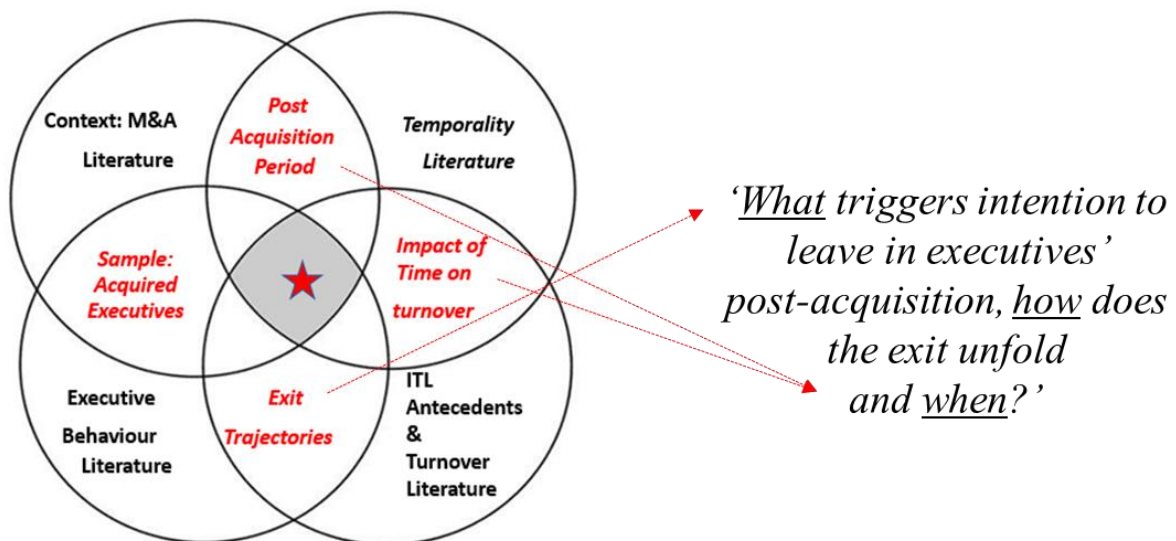 Context: M&A
Literature
Post
Acquisition
Period
Temporality
Literature
Sample:
Acquired
Executives
Impact of
Time on
turnover
Executive
Behaviour
Literature
Exit
Trajectories
ITL
Antecedents
&
Turnover
Literature
‘What triggers intention to
leave in executives’
post-acquisition, how does
the exit unfold
and when?’